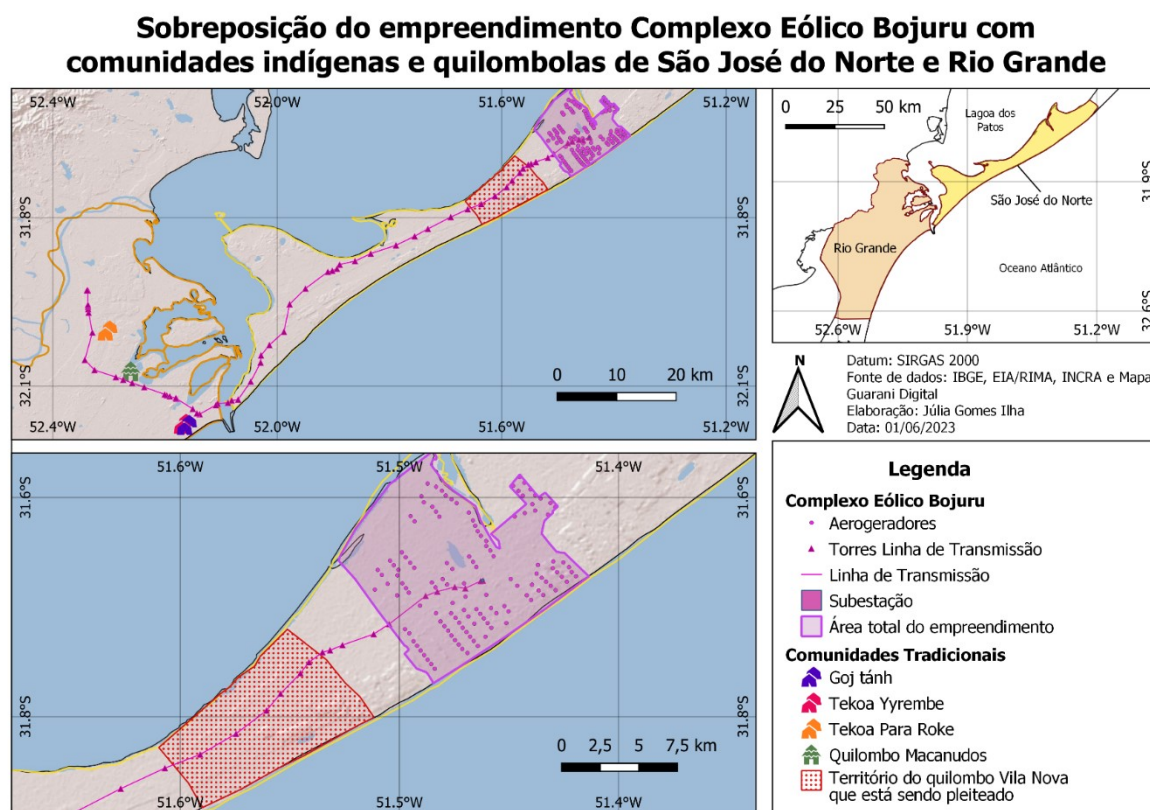 Sobreposição do empreendimento Complexo Eólico Bojuru com
comunidades indígenas e quilombolas de São José do Norte e Rio Grande
52.4°W
52.0°W
51.6°W
51.2°W
31.8°S
32.1°S
0 10 20 km
52.4°W
52.0°W
51.6°W
51.2°W
0 25 50 km
Lagoa dos
Patos
31.9°S
São José do Norte
Rio Grande
Oceano Atlântico
32.6°S
52.6°W
51.9°W
51.2°W
N
Datum: SIRGAS 2000
Fonte de dados: IBGE, EIA/RIMA, INCRA e Mapa
Guarani Digital
Elaboração: Júlia Gomes Ilha
Data: 01/06/2023
51.6°W
51.5°W
51.4°W
31.6°S
31.8°S
0 2,5 5 7,5 km
51.6°W
51.5°W
51.4°W
Legenda
Complexo Eólico Bojuru
Aerogeradores
Torres Linha de Transmissão
Linha de Transmissão
Subestação
Área total do empreendimento
Comunidades Tradicionais
Goj tánh
Tekoa Yyrembe
Tekoa Para Roke
Quilombo Macanudos
Território do quilombo Vila Nova
que está sendo pleiteado